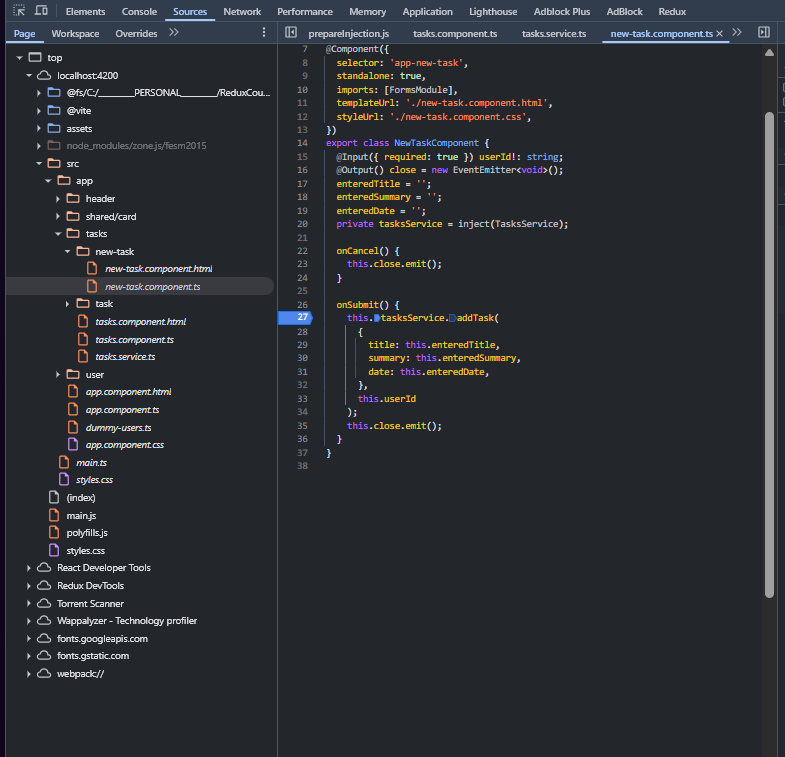 Elements Console Sources Network Performance Memory Application Lighthouse Adblock Plus AdBlock Redux
Page Workspace Overrides
prepareInjection.js tasks.component.ts tasks.service.ts new-task.component.ts
top
localhost:4200
@fs/C:/________PERSONAL________/ReduxCou...
@vite
assets
node_modules/zone.js/fesm2015
src
app
header
shared/card
tasks
new-task
new-task.component.html
new-task.component.ts
task
tasks.component.html
tasks.component.ts
tasks.service.ts
user
app.component.html
app.component.ts
dummy-users.ts
app.component.css
main.ts
styles.css
(index)
main.js
polyfills.js
styles.css
React Developer Tools
Redux DevTools
Torrent Scanner
Wappalyzer - Technology profiler
fonts.googleapis.com
fonts.gstatic.com
webpack://
7 @Component({
8 selector: 'app-new-task',
9 standalone: true,
10 imports: [FormsModule],
11 templateUrl: './new-task.component.html',
12 styleUrl: './new-task.component.css',
13 })
14 export class NewTaskComponent {
15 @Input({ required: true }) userId!: string;
16 @Output() close = new EventEmitter<void>();
17 enteredTitle = '';
18 enteredSummary = '';
19 enteredDate = '';
20 private tasksService = inject(TasksService);
21
22 onCancel() {
23 this.close.emit();
24 }
25
26 onSubmit() {
27 this.tasksService.addTask(
28 {
29 title: this.enteredTitle,
30 summary: this.enteredSummary,
31 date: this.enteredDate,
32 },
33 this.userId
34 );
35 this.close.emit();
36 }
37 }
38